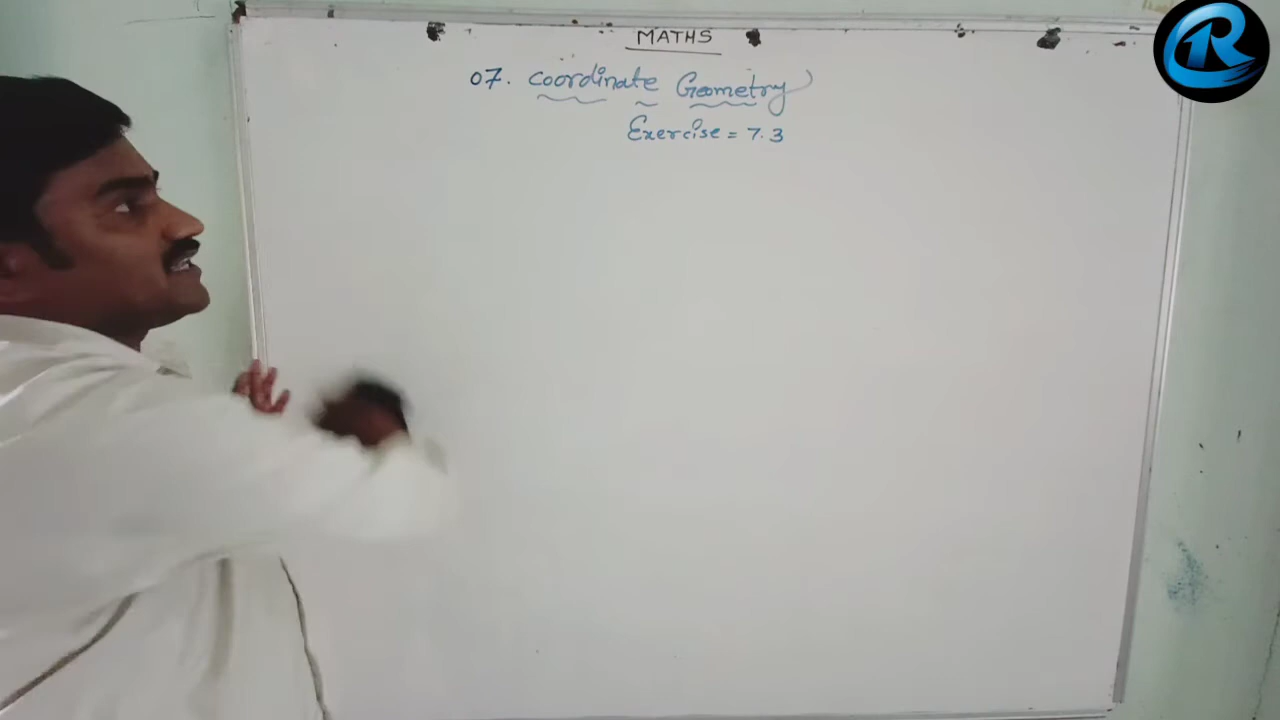 MATHS
07. Coordinate Geometry
Exercise = 7.3